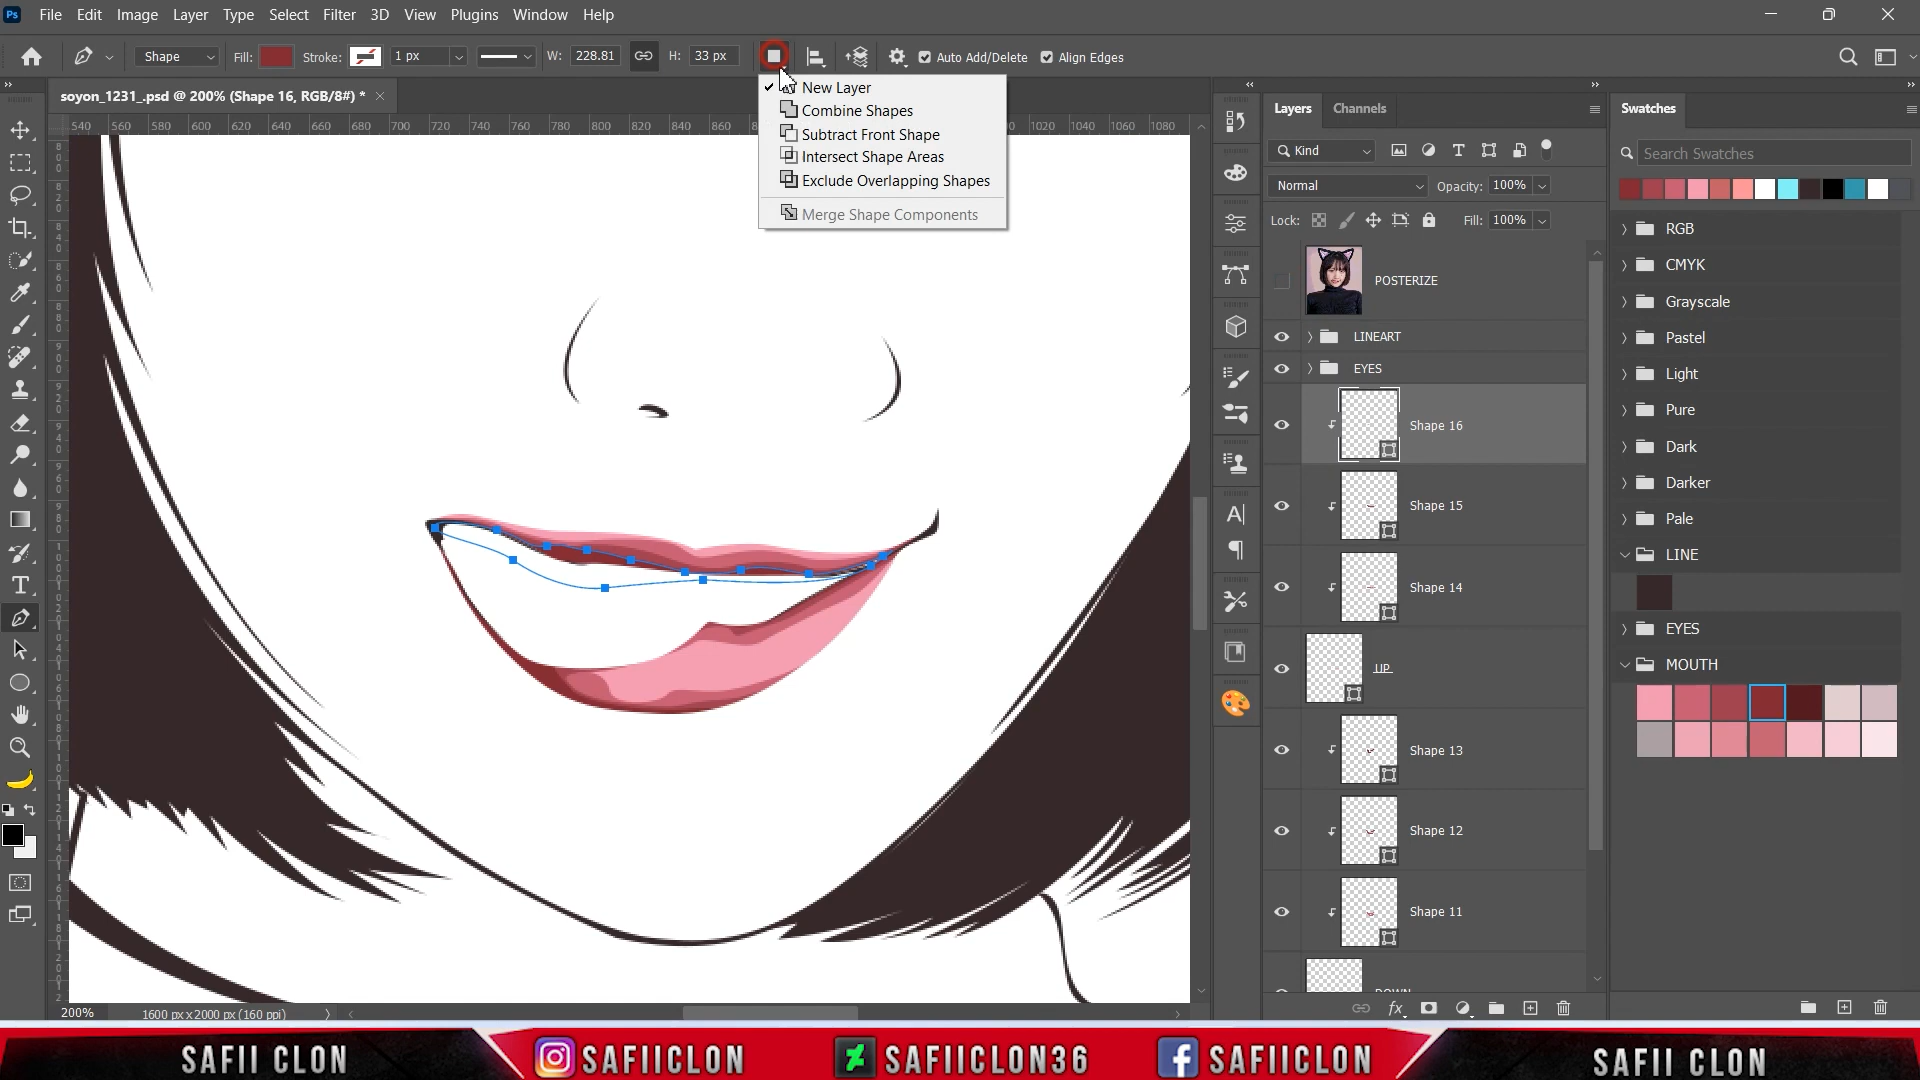 Ps File Edit Image Layer Type Select Filter 3D View Plugins Window Help
Shape Fill: Stroke: 1 px W: 228.81 H: 33 px Auto Add/Delete Align Edges
soyon_1231_.psd @ 200% (Shape 16, RGB/8#) *
540 560 580 600 620 640 660 680 700 720 740 760 780 800 820 840 860 1020 1040 1060 1080
New Layer
Combine Shapes
Subtract Front Shape
Intersect Shape Areas
Exclude Overlapping Shapes
Merge Shape Components
Layers Channels
Kind
Normal Opacity: 100%
Lock: Fill: 100%
POSTERIZE
LINEART
EYES
Shape 16
Shape 15
Shape 14
UP
Shape 13
Shape 12
Shape 11
DOWN
fx
Swatches
Search Swatches
RGB
CMYK
Grayscale
Pastel
Light
Pure
Dark
Darker
Pale
LINE
EYES
MOUTH
200% 1600 px x 2000 px (160 ppi)
SAFII CLON SAFIICLON SAFIICLON36 SAFIICLON SAFII CLON